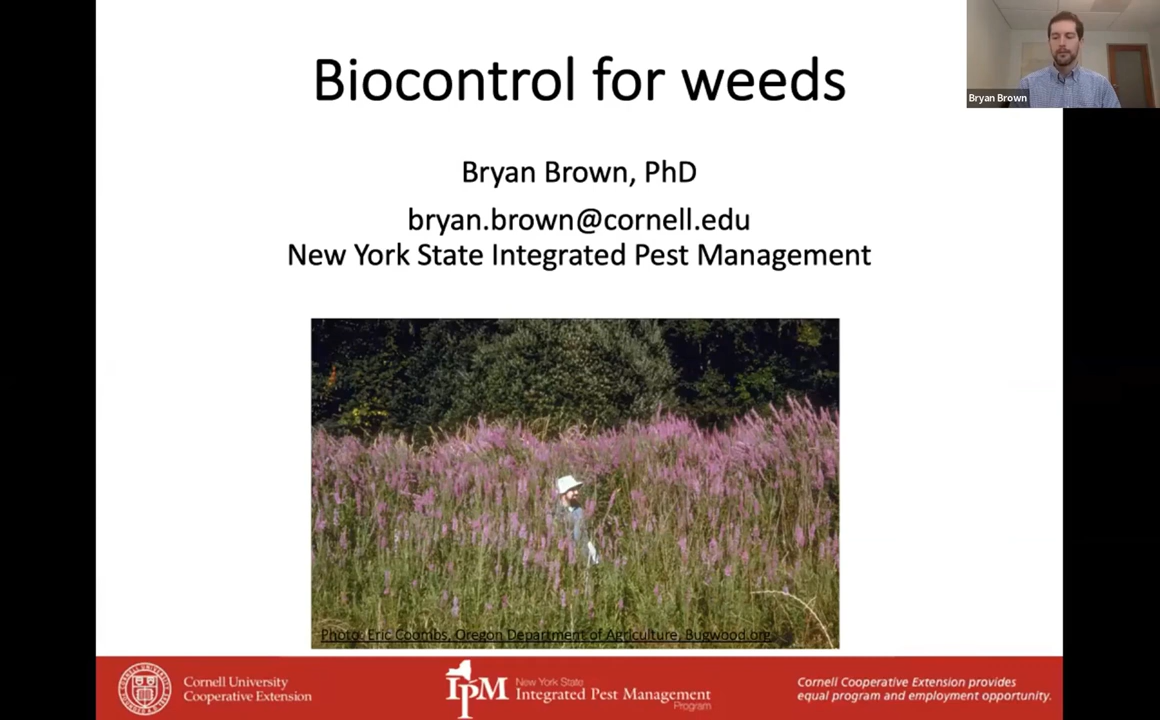 Biocontrol for weeds
Bryan Brown
Bryan Brown, PhD
bryan.brown@cornell.edu
New York State Integrated Pest Management
Photo: Eric Coombs, Oregon Department of Agriculture, Bugwood.org
Cornell University
Cooperative Extension
IPM
New York State
Integrated Pest Management
Program
Cornell Cooperative Extension provides
equal program and employment opportunity.